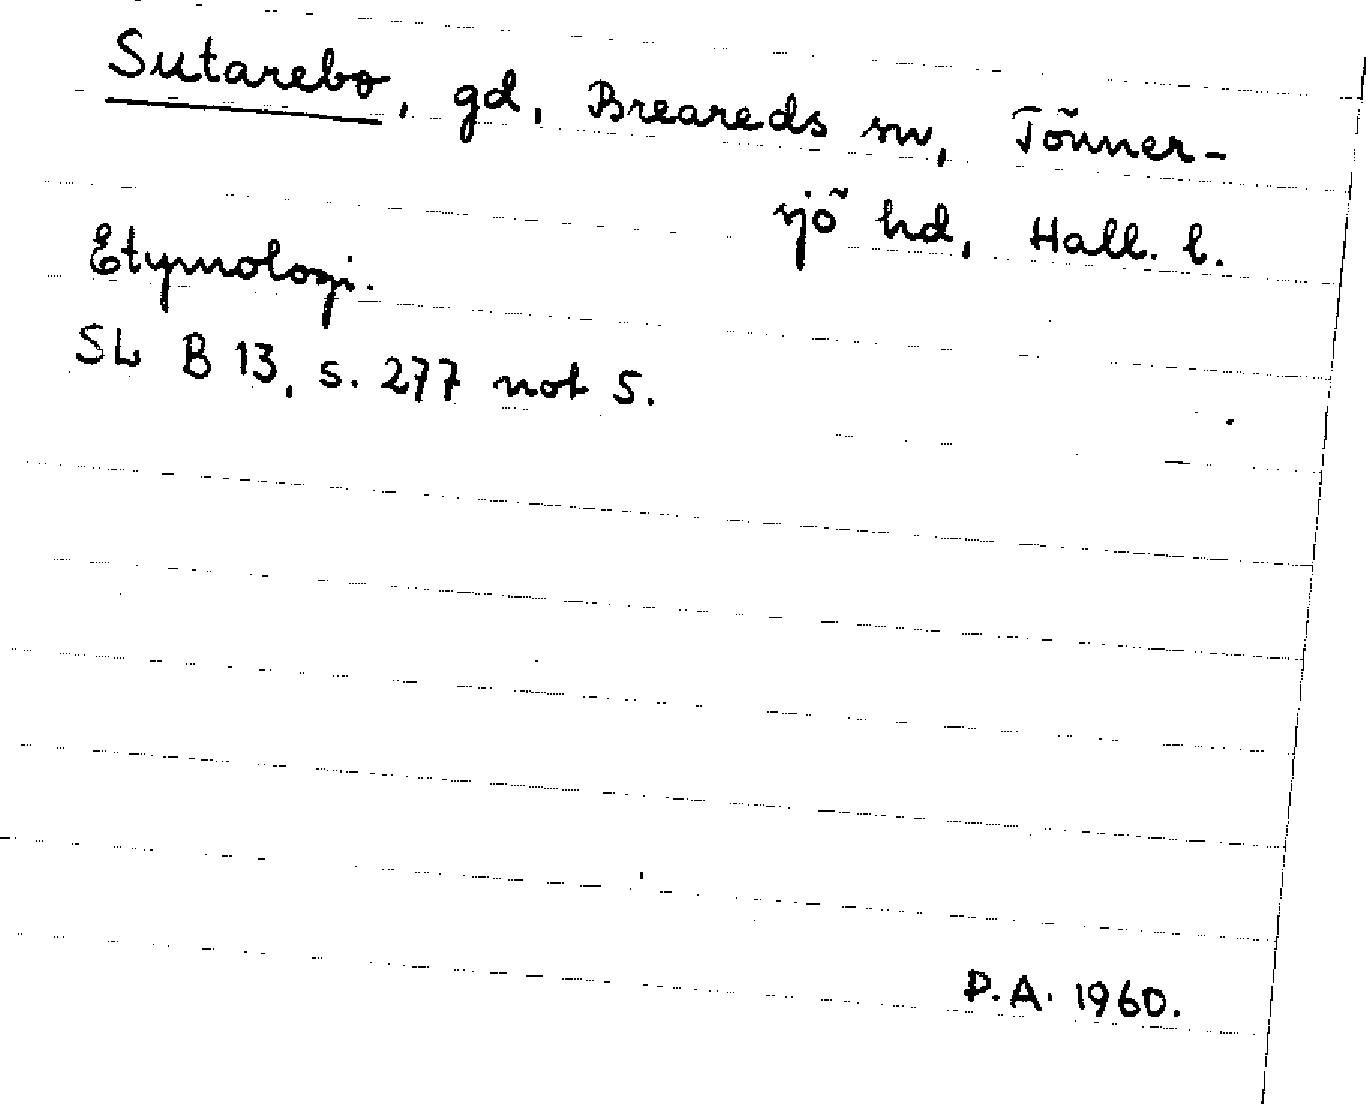 Sutarebo, gd, Breareds sn, Tönner-
sjö hd, Hall. l.
Etymologi.
SL B 13, s. 277 not 5.
P.A. 1960.